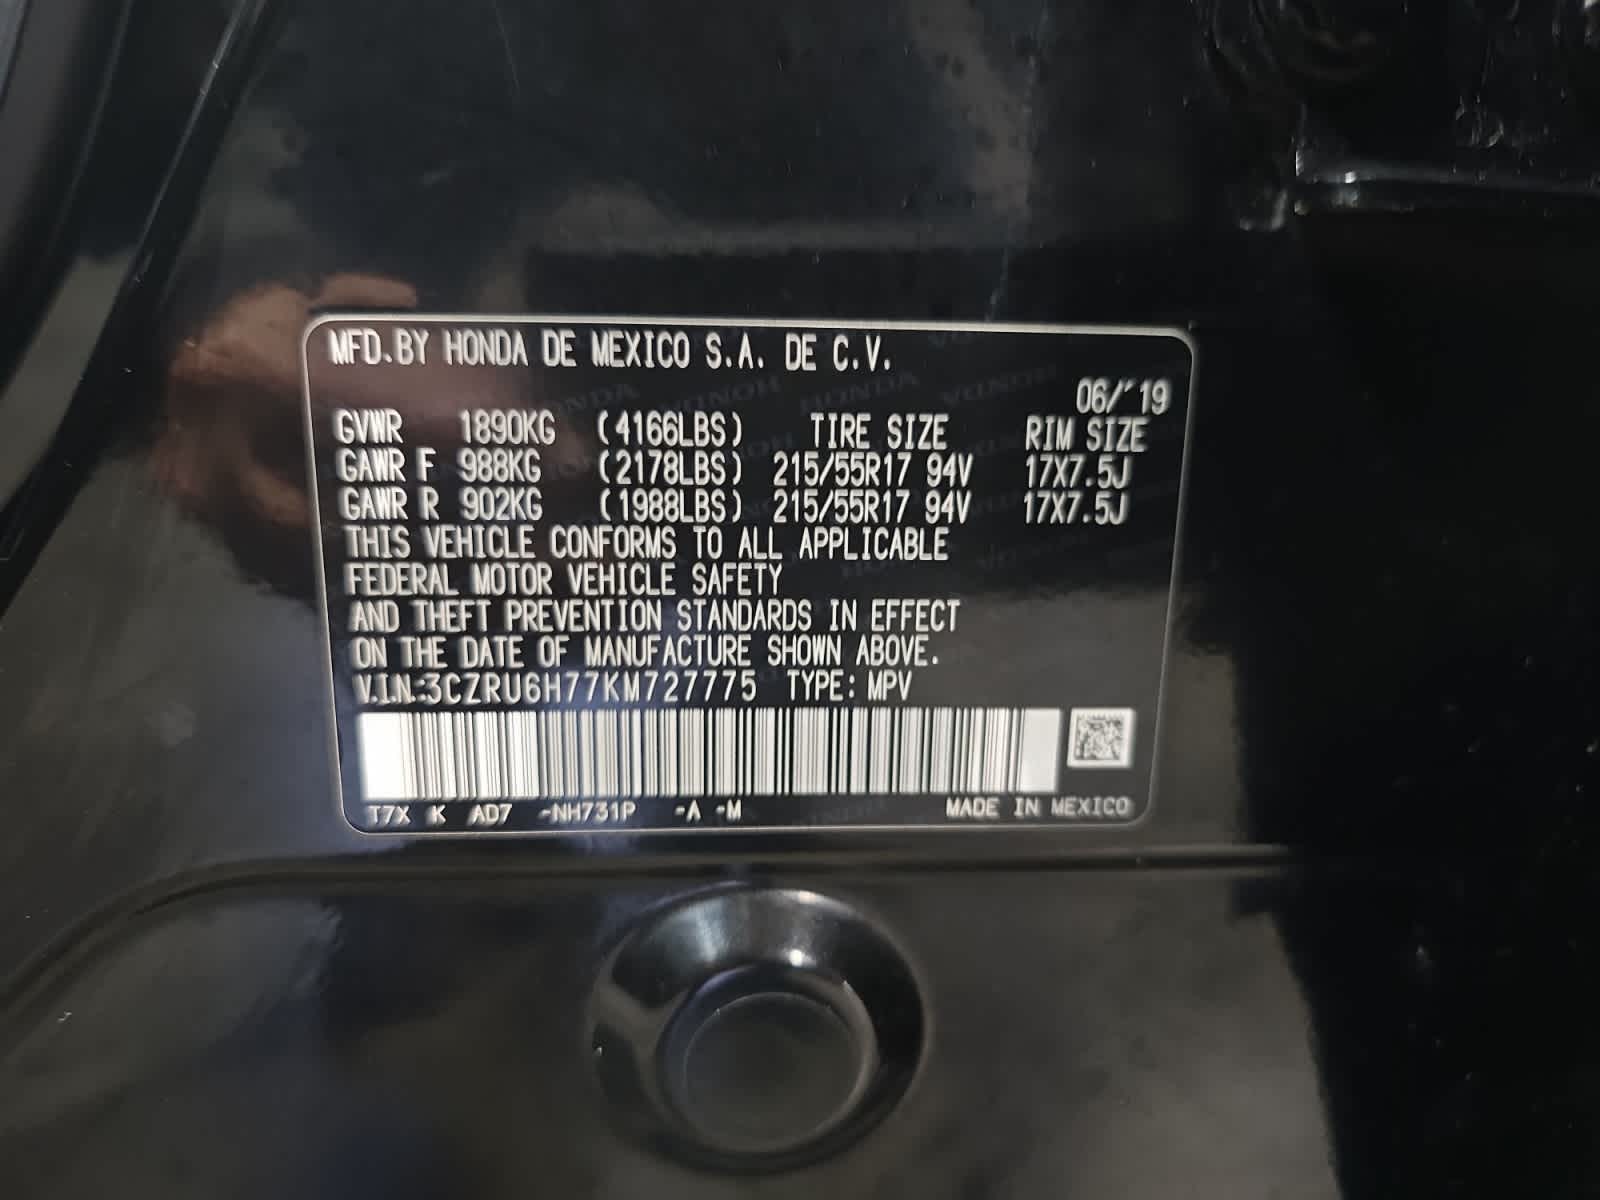 MFD.BY HONDA DE MEXICO S.A. DE C.V.
06/'19
GVWR 1890KG (4166LBS) TIRE SIZE RIM SIZE
GAWR F 988KG (2178LBS) 215/55R17 94V 17X7.5J
GAWR R 902KG (1988LBS) 215/55R17 94V 17X7.5J
THIS VEHICLE CONFORMS TO ALL APPLICABLE
FEDERAL MOTOR VEHICLE SAFETY
AND THEFT PREVENTION STANDARDS IN EFFECT
ON THE DATE OF MANUFACTURE SHOWN ABOVE.
V.I.N.:3CZRU6H77KM727775 TYPE: MPV
T7X K AD7 -NH731P -A -M MADE IN MEXICO